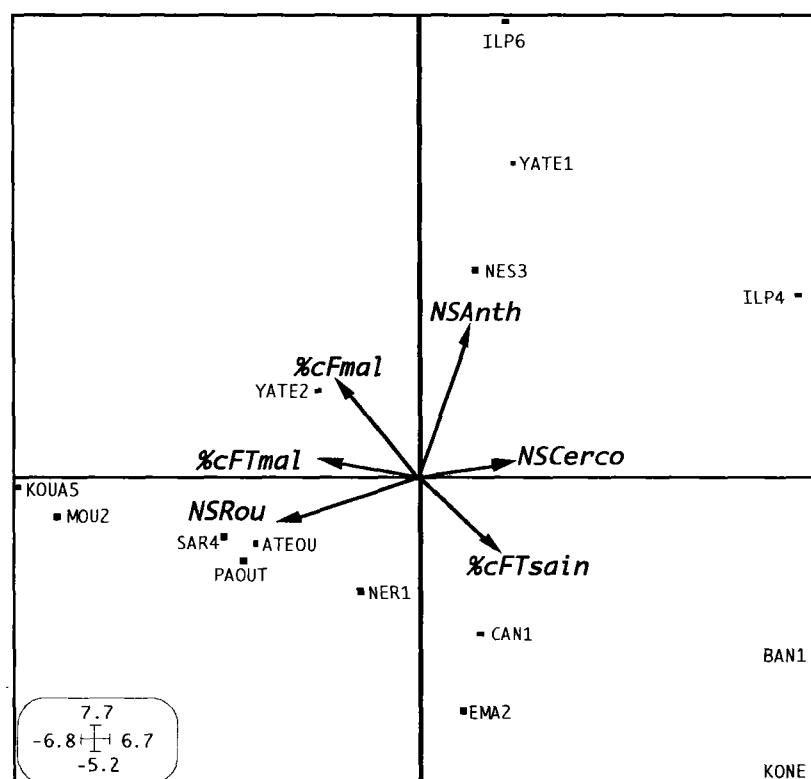 ILP6
YATE1
NES3
ILP4
NSAnth
%cFmal
YATE2
%cFTmal
NSCerco
KOUA5
MOU2
NSRou
SAR4
ATEOU
PAOUT
%cFTsain
NER1
CAN1
BAN1
EMA2
7.7
-6.8 6.7
-5.2
KONE